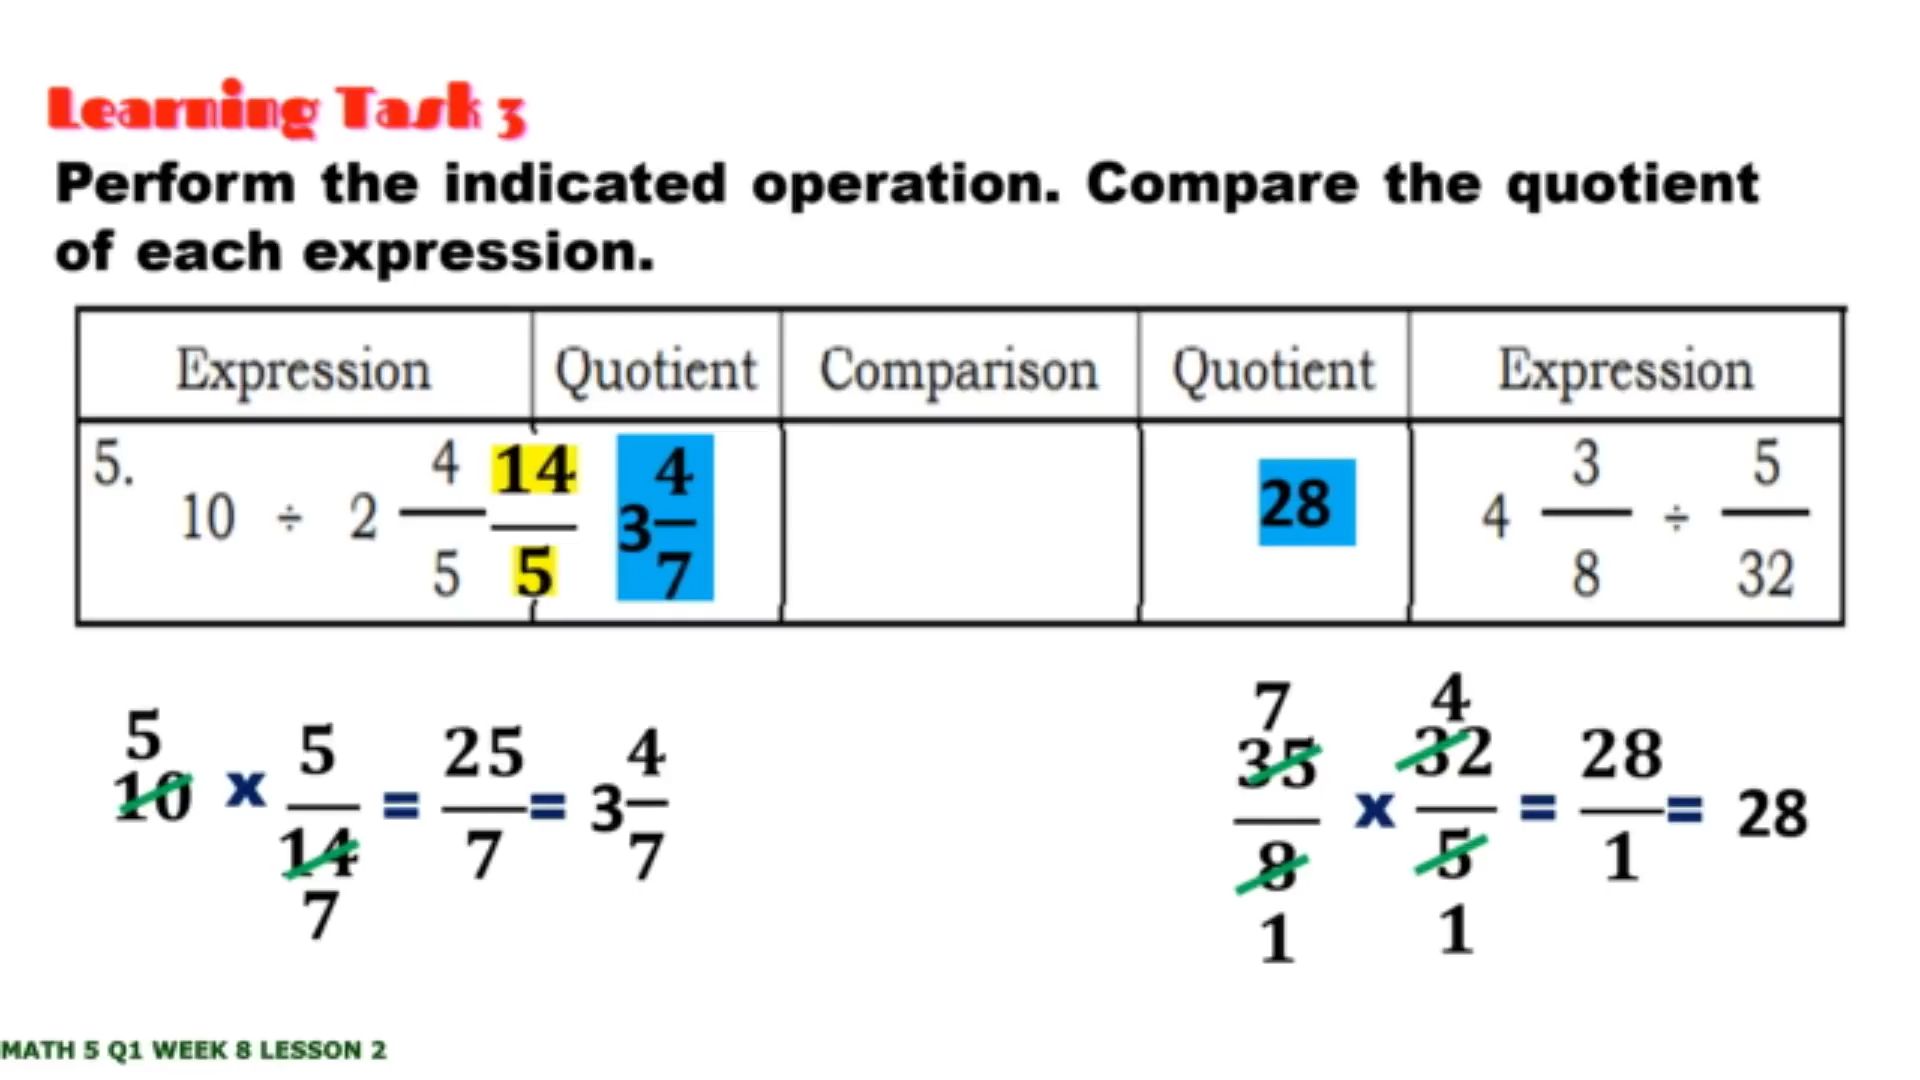 Learning Task 3
Perform the indicated operation. Compare the quotient
of each expression.
Expression Quotient Comparison Quotient Expression
5. 10 ÷ 2 4/5 14/5 3 4/7 28 4 3/8 ÷ 5/32
5 7 4
10 x 5/14 = 25/7 = 3 4/7 35/8 x 32/5 = 28/1 = 28
7 1 1
MATH 5 Q1 WEEK 8 LESSON 2